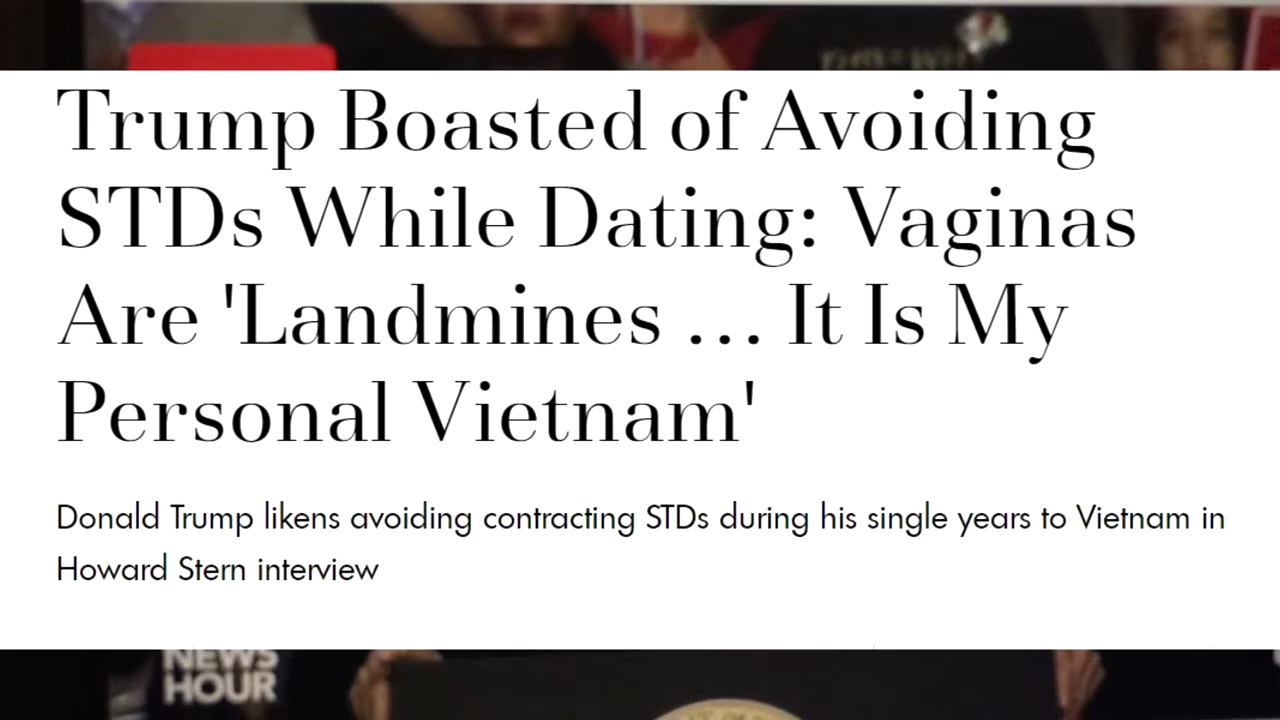 Trump Boasted of Avoiding
STDs While Dating: Vaginas
Are 'Landmines … It Is My
Personal Vietnam'
Donald Trump likens avoiding contracting STDs during his single years to Vietnam in
Howard Stern interview
NEWS
HOUR